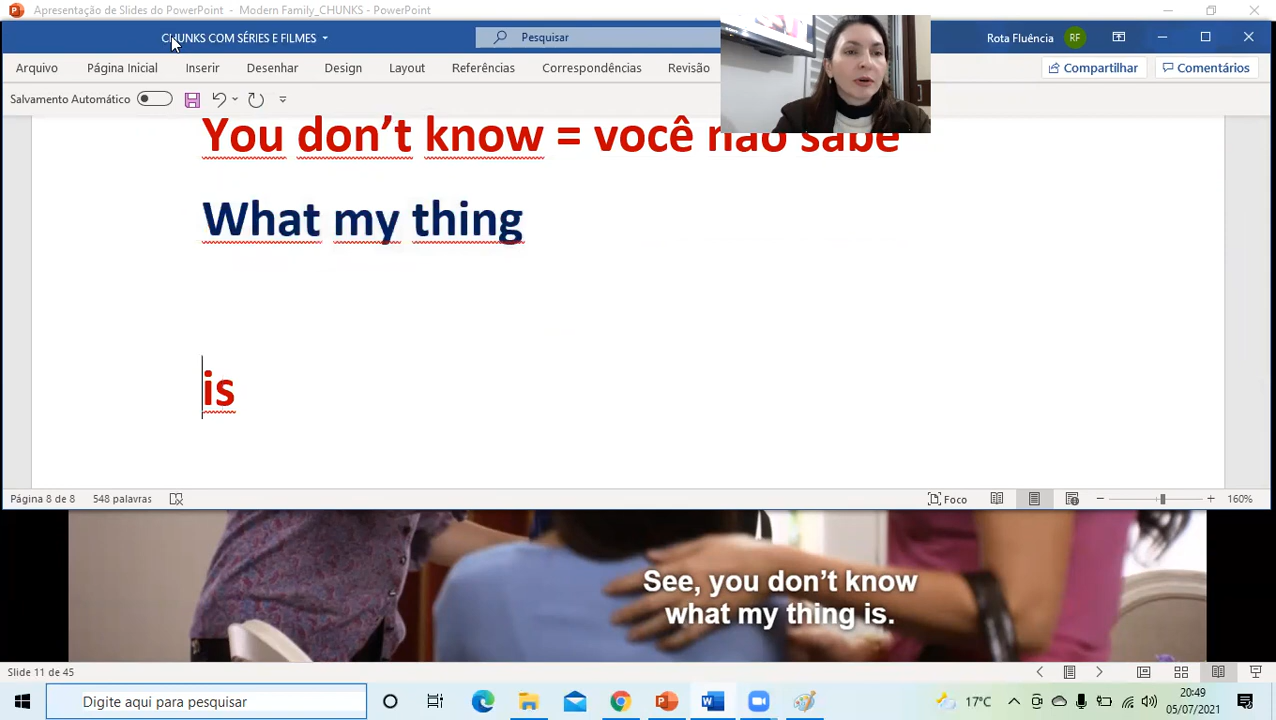 Apresentação de Slides do PowerPoint - Modern Family_CHUNKS - PowerPoint
CHUNKS COM SÉRIES E FILMES
Pesquisar
Rota Fluência RF
Arquivo Página Inicial Inserir Desenhar Design Layout Referências Correspondências Revisão
Compartilhar Comentários
Salvamento Automático
You don't know = você não sabe
What my thing
is
Página 8 de 8 548 palavras Foco 160%
See, you don't know
what my thing is.
Slide 11 de 45
Digite aqui para pesquisar
17°C
20:49
05/07/2021